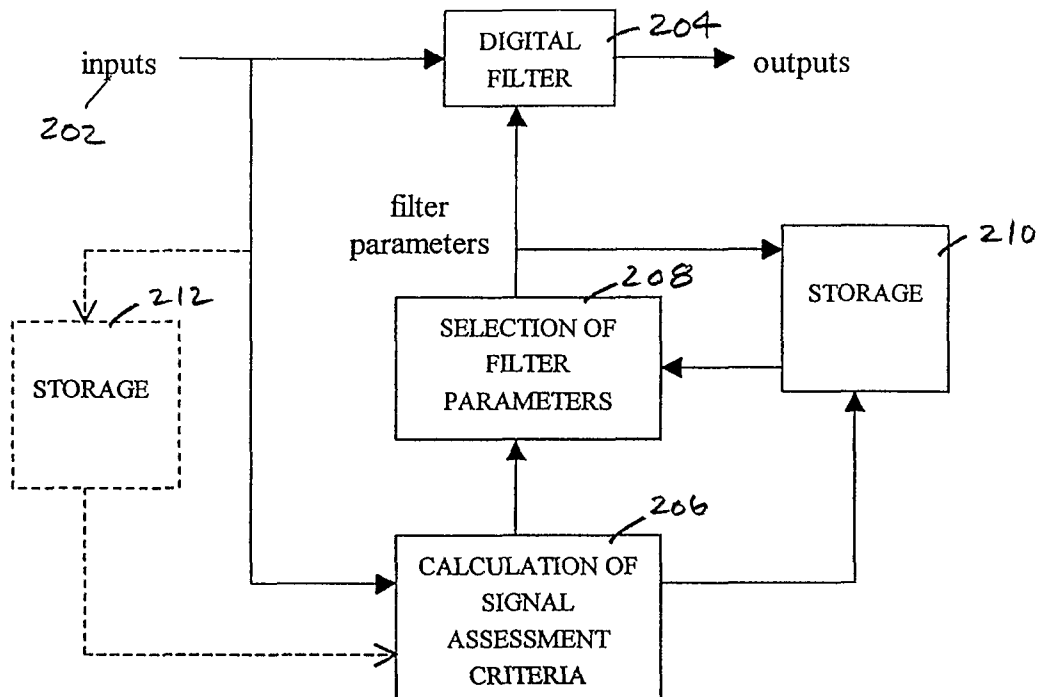 204
DIGITAL
FILTER
inputs
outputs
202
filter
parameters
210
STORAGE
208
212
SELECTION OF
FILTER
PARAMETERS
STORAGE
206
CALCULATION OF
SIGNAL
ASSESSMENT
CRITERIA